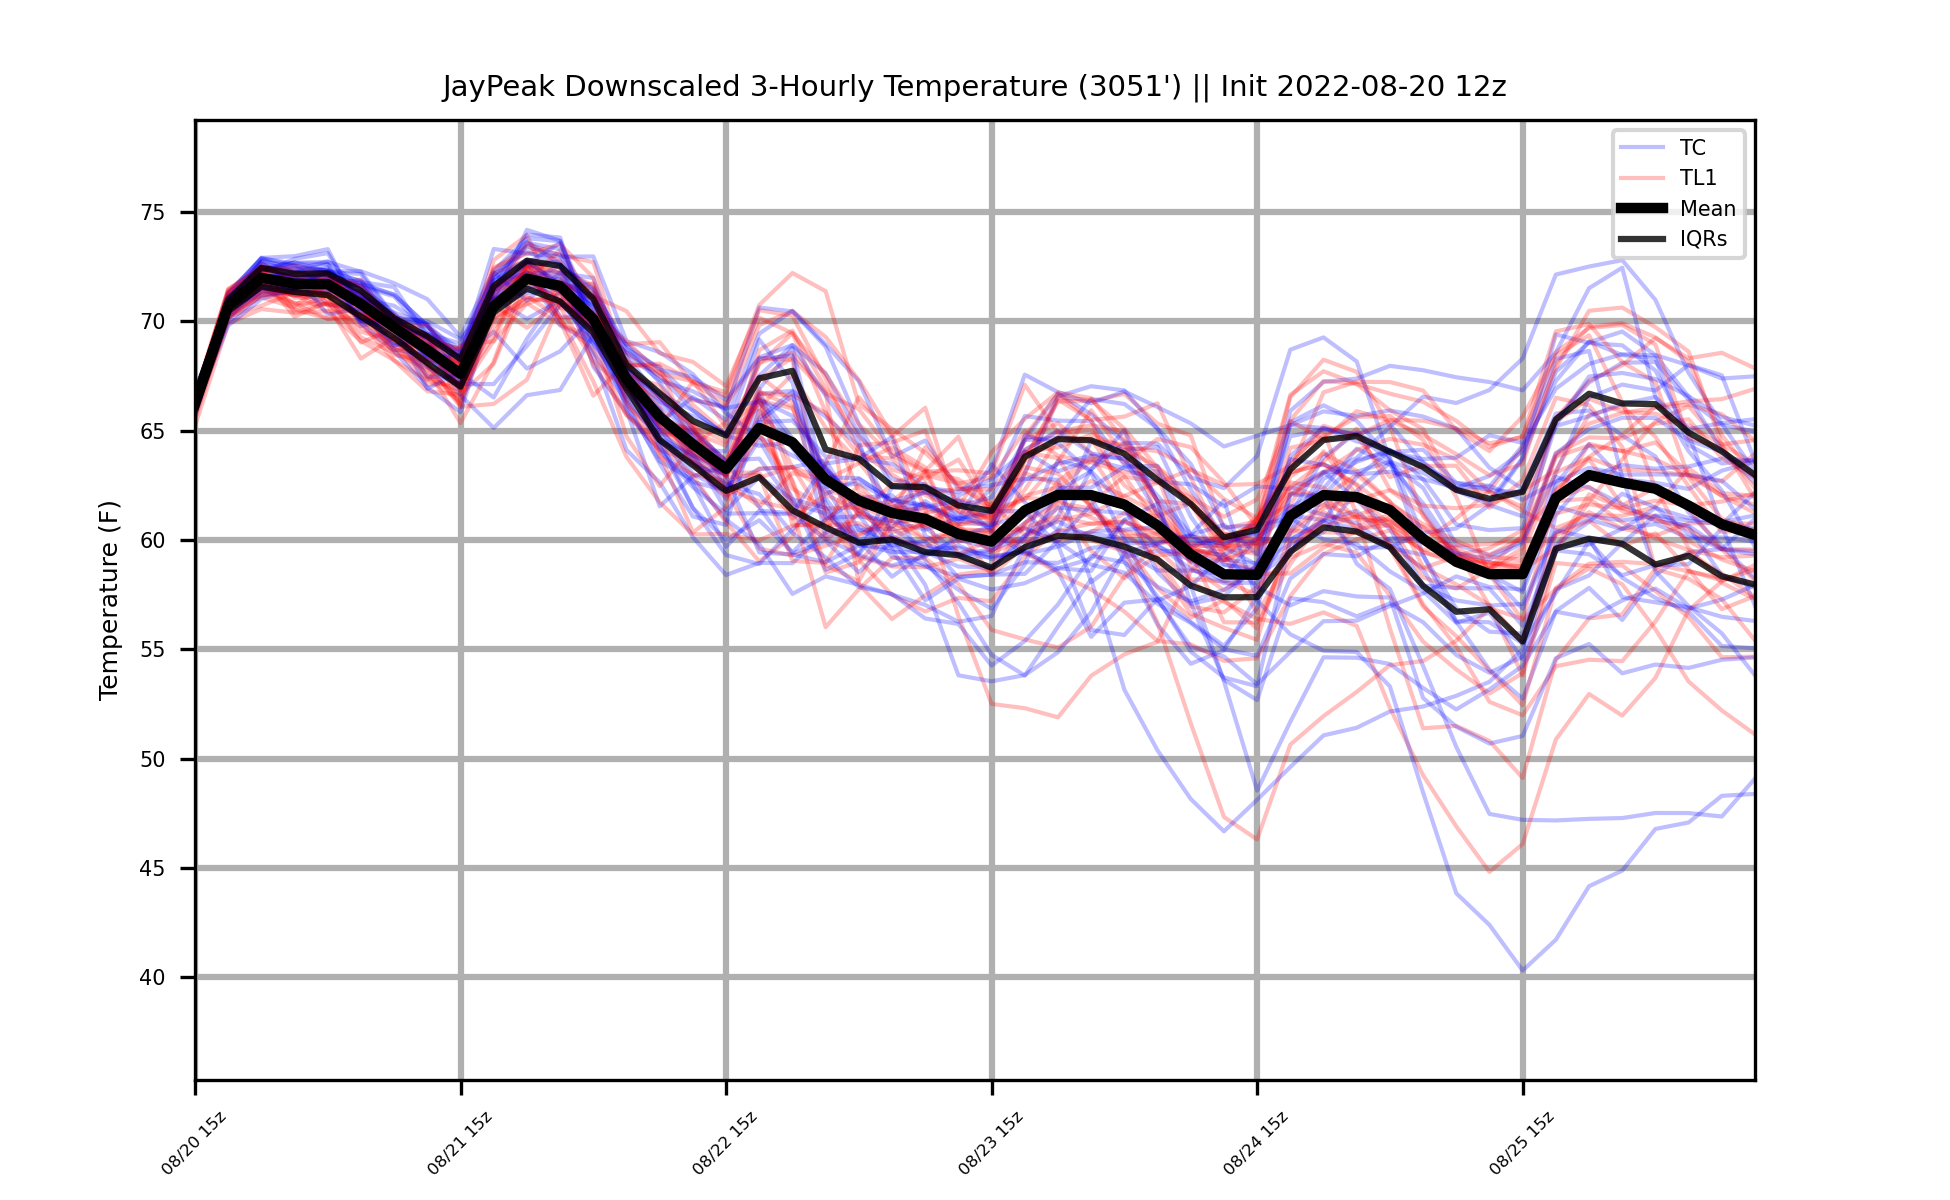 JayPeak Downscaled 3-Hourly Temperature (3051') || Init 2022-08-20 12z
TC
TL1
Mean
IQRs
Temperature (F)
75
70
65
60
55
50
45
40
08/20 15z
08/21 15z
08/22 15z
08/23 15z
08/24 15z
08/25 15z